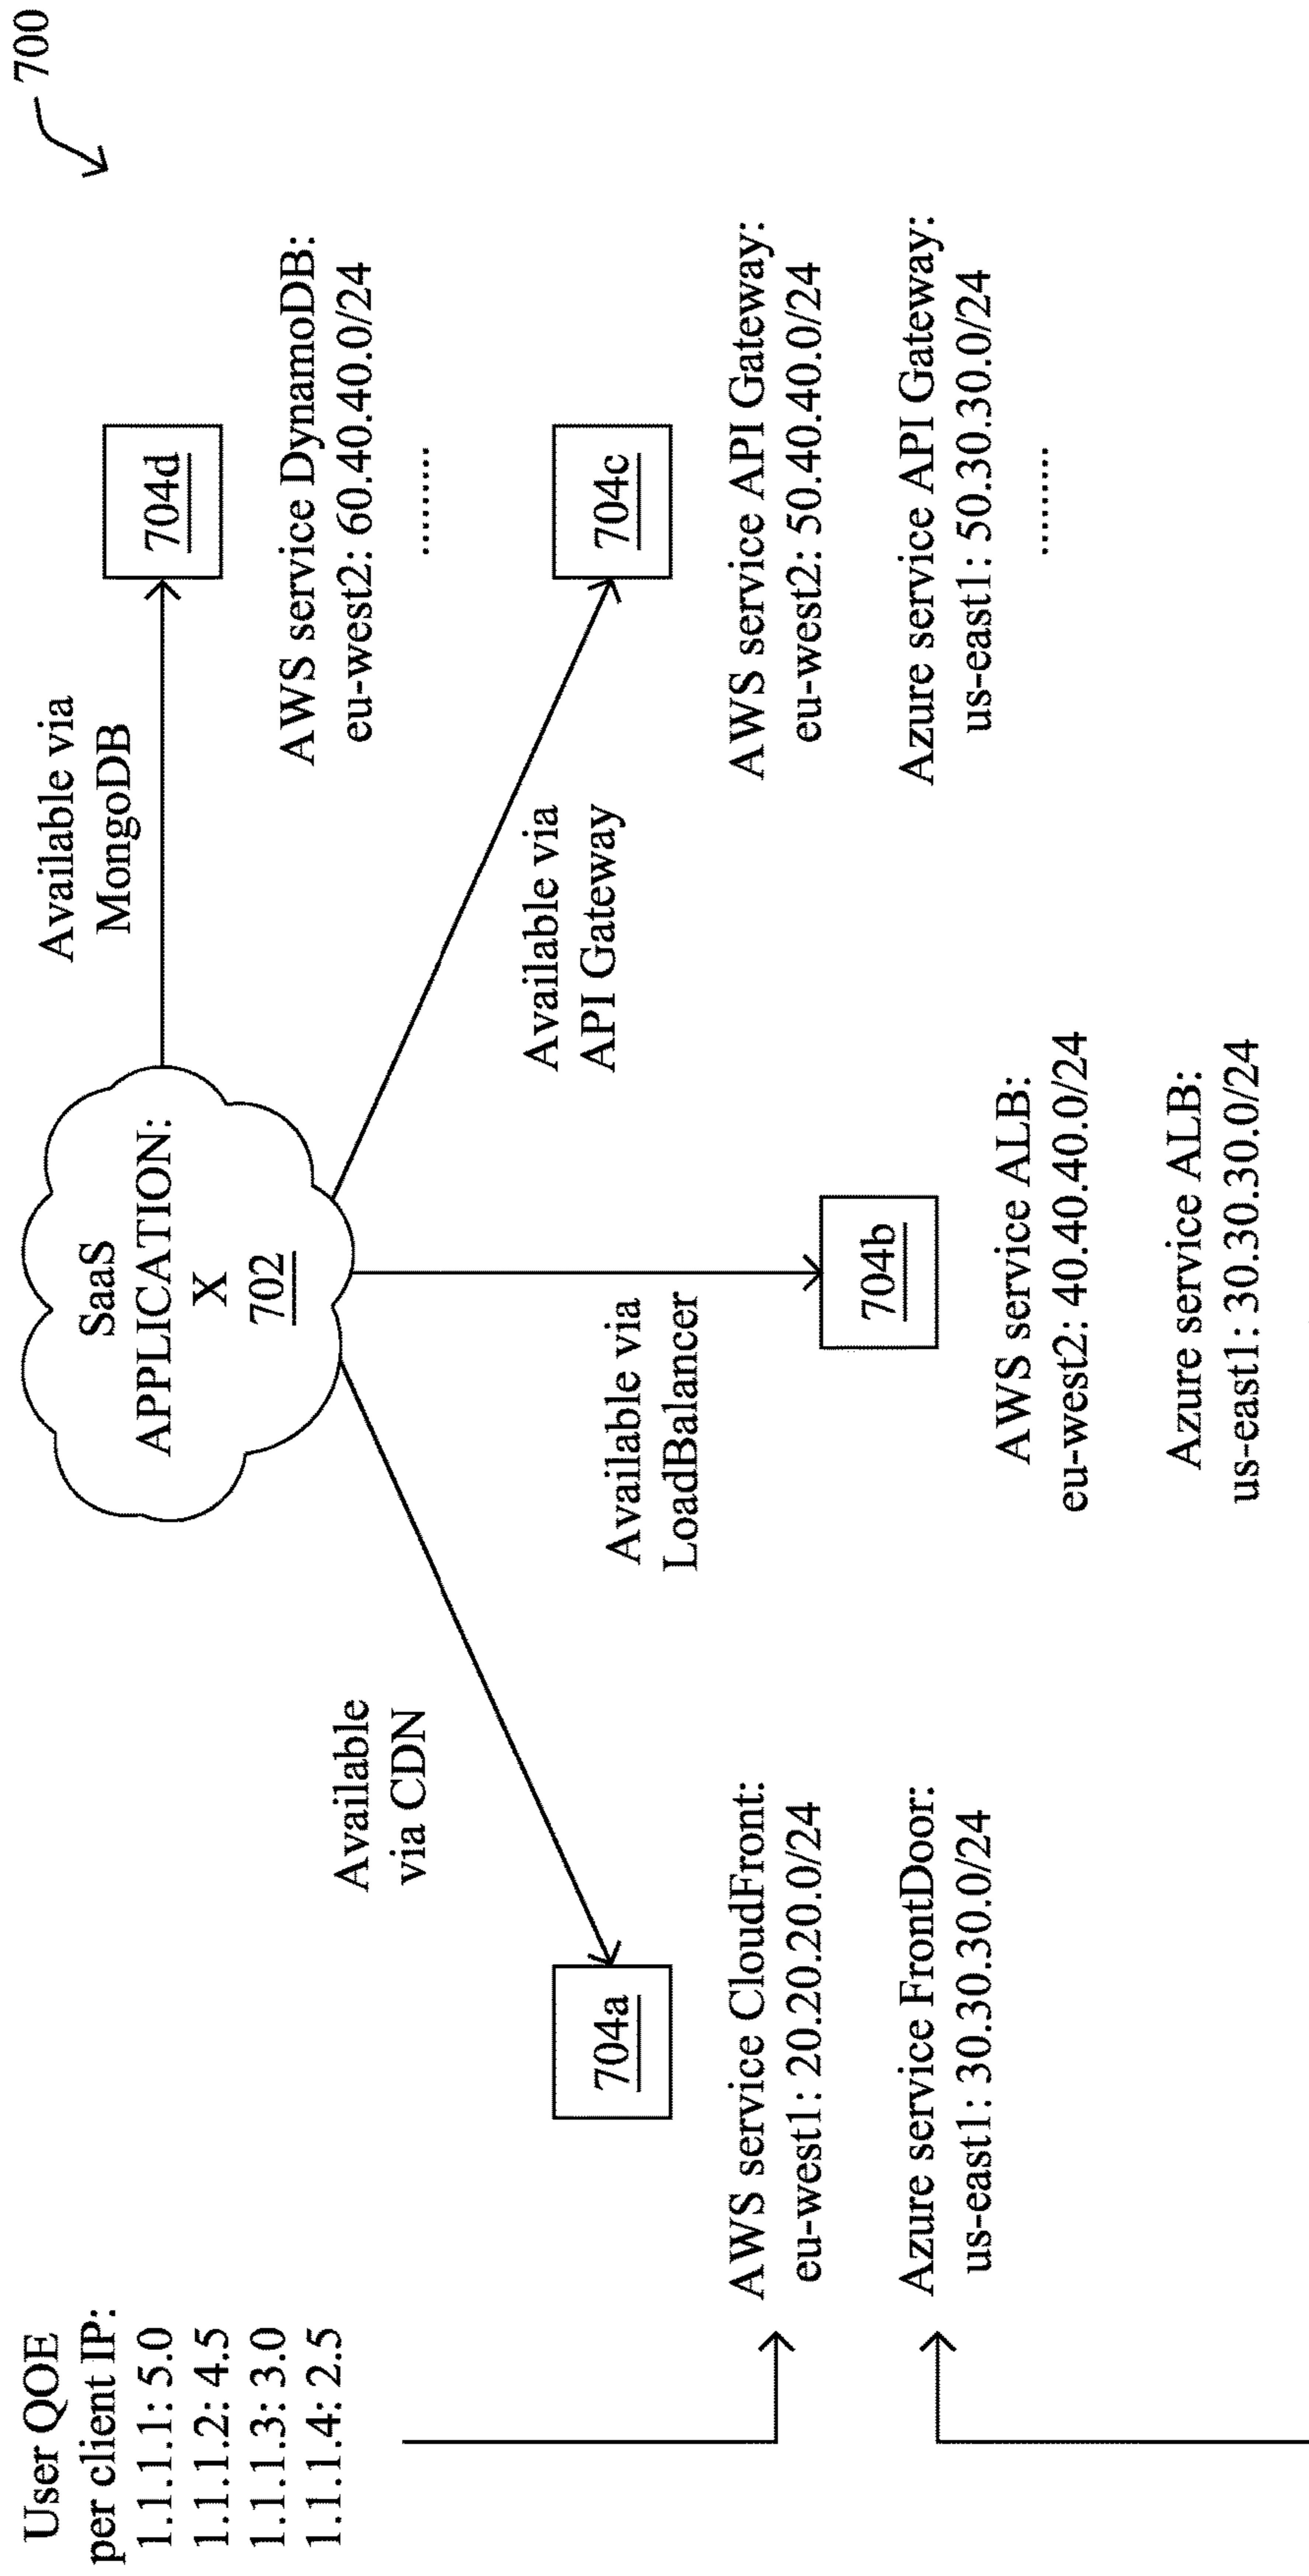 700
User QOE
per client IP:
1.1.1.1: 5.0
1.1.1.2: 4.5
1.1.1.3: 3.0
1.1.1.4: 2.5
SaaS
APPLICATION:
X
702
Available
via CDN
704a
AWS service CloudFront:
eu-west1: 20.20.20.0/24
Azure service FrontDoor:
us-east1: 30.30.30.0/24
Available via
LoadBalancer
704b
AWS service ALB:
eu-west2: 40.40.40.0/24
Azure service ALB:
us-east1: 30.30.30.0/24
Available via
API Gateway
704c
AWS service API Gateway:
eu-west2: 50.40.40.0/24
Azure service API Gateway:
us-east1: 50.30.30.0/24
.........
Available via
MongoDB
704d
AWS service DynamoDB:
eu-west2: 60.40.40.0/24
.........